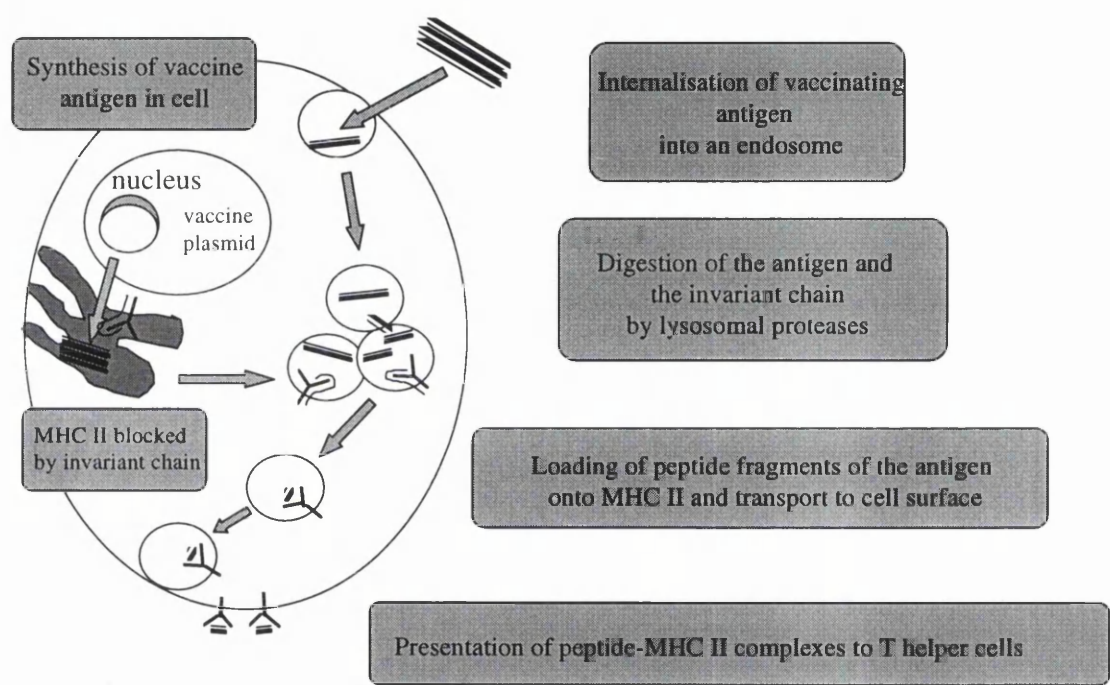 Synthesis of vaccine
antigen in cell
nucleus
vaccine
plasmid
MHC II blocked
by invariant chain
Internalisation of vaccinating
antigen
into an endosome
Digestion of the antigen and
the invariant chain
by lysosomal proteases
Loading of peptide fragments of the antigen
onto MHC II and transport to cell surface
Presentation of peptide-MHC II complexes to T helper cells